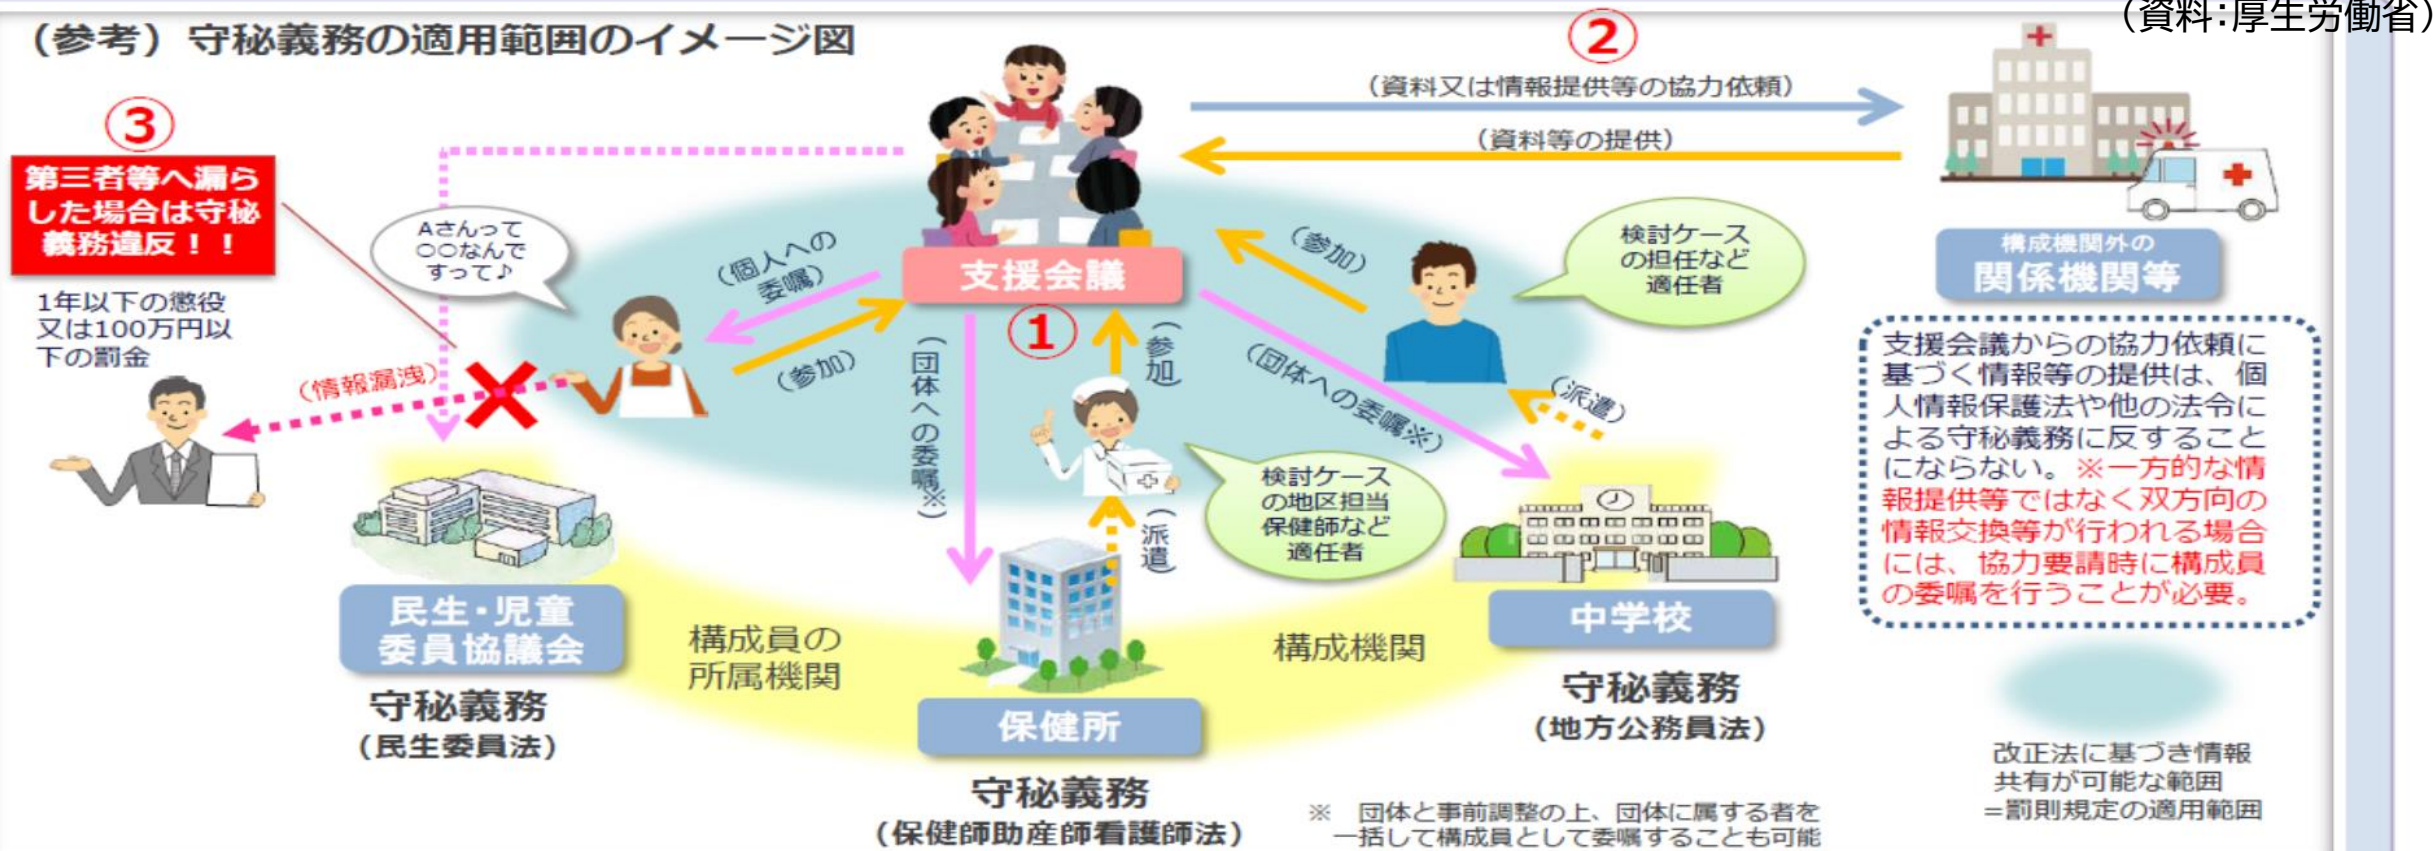 (資料:厚生労働省)
(参考)守秘義務の適用範囲のイメージ図
③
第三者等へ漏ら
した場合は守秘
義務違反！！
1年以下の懲役
又は100万円以
下の罰金
(情報漏洩)
Aさんって
○○なんで
すって♪
(個人への
委嘱)
(参加)
支援会議
①
(団体への委嘱※)
(参加)
(派遣)
(参加)
(団体への委嘱※)
(派遣)
検討ケース
の担任など
適任者
検討ケース
の地区担当
保健師など
適任者
②
(資料又は情報提供等の協力依頼)
(資料等の提供)
構成機関外の
関係機関等
支援会議からの協力依頼に
基づく情報等の提供は、個
人情報保護法や他の法令に
よる守秘義務に反すること
にならない。※一方的な情
報提供等ではなく双方向の
情報交換等が行われる場合
には、協力要請時に構成員
の委嘱を行うことが必要。
民生・児童
委員協議会
守秘義務
(民生委員法)
構成員の
所属機関
保健所
守秘義務
(保健師助産師看護師法)
構成機関
中学校
守秘義務
(地方公務員法)
※ 団体と事前調整の上、団体に属する者を
一括して構成員として委嘱することも可能
改正法に基づき情報
共有が可能な範囲
=罰則規定の適用範囲